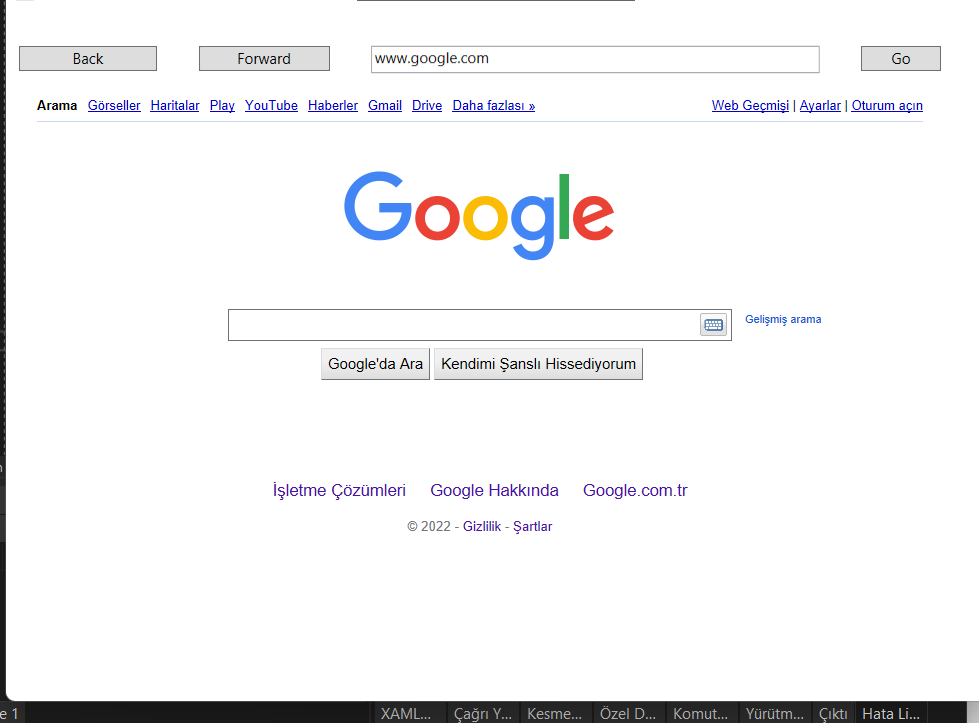 Back Forward www.google.com Go
Arama Görseller Haritalar Play YouTube Haberler Gmail Drive Daha fazlası » Web Geçmişi | Ayarlar | Oturum açın
Google
Gelişmiş arama
Google'da Ara Kendimi Şanslı Hissediyorum
İşletme Çözümleri Google Hakkında Google.com.tr
© 2022 - Gizlilik - Şartlar
e 1 XAML... Çağrı Y... Kesme... Özel D... Komut... Yürütm... Çıktı Hata Li...